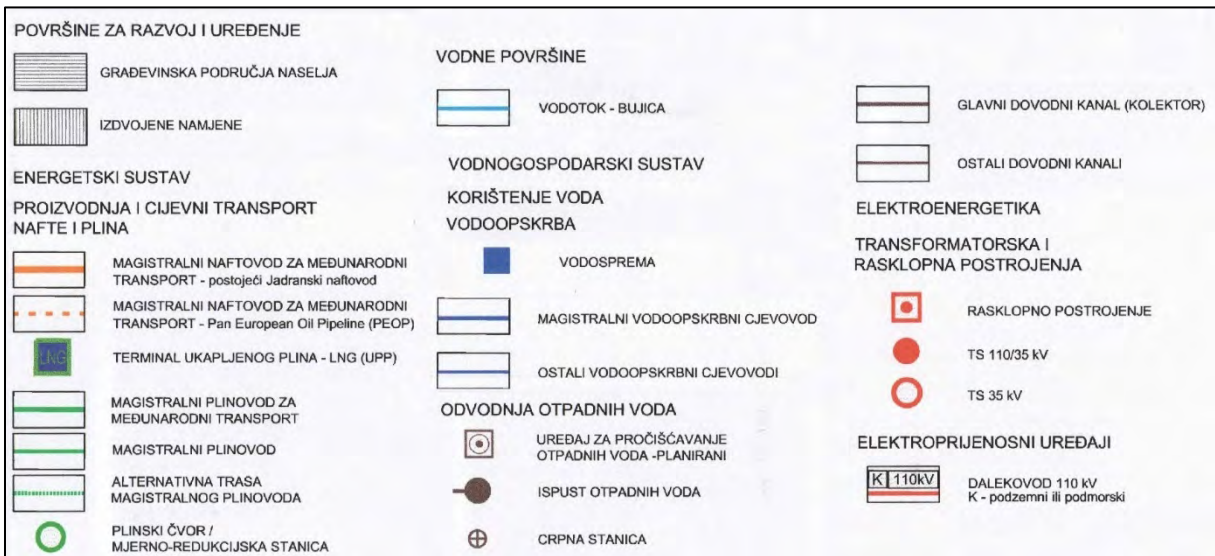 POVRŠINE ZA RAZVOJ I UREĐENJE
GRAĐEVINSKA PODRUČJA NASELJA
IZDVOJENE NAMJENE
ENERGETSKI SUSTAV
PROIZVODNJA I CIJEVNI TRANSPORT
NAFTE I PLINA
MAGISTRALNI NAFTOVOD ZA MEĐUNARODNI
TRANSPORT - postojeći Jadranski naftovod
MAGISTRALNI NAFTOVOD ZA MEĐUNARODNI
TRANSPORT - Pan European Oil Pipeline (PEOP)
LNG
TERMINAL UKAPLJENOG PLINA - LNG (UPP)
MAGISTRALNI PLINOVOD ZA
MEĐUNARODNI TRANSPORT
MAGISTRALNI PLINOVOD
ALTERNATIVNA TRASA
MAGISTRALNOG PLINOVODA
PLINSKI ČVOR /
MJERNO-REDUKCIJSKA STANICA
VODNE POVRŠINE
VODOTOK - BUJICA
VODNOGOSPODARSKI SUSTAV
KORIŠTENJE VODA
VODOOPSKRBA
VODOSPREMA
MAGISTRALNI VODOOPSKRBNI CJEVOVOD
OSTALI VODOOPSKRBNI CJEVOVODI
ODVODNJA OTPADNIH VODA
UREĐAJ ZA PROČIŠĆAVANJE
OTPADNIH VODA -PLANIRANI
ISPUST OTPADNIH VODA
CRPNA STANICA
GLAVNI DOVODNI KANAL (KOLEKTOR)
OSTALI DOVODNI KANALI
ELEKTROENERGETIKA
TRANSFORMATORSKA I
RASKLOPNA POSTROJENJA
RASKLOPNO POSTROJENJE
TS 110/35 kV
TS 35 kV
ELEKTROPRIJENOSNI UREĐAJI
K 110kV
DALEKOVOD 110 kV
K - podzemni ili podmorski